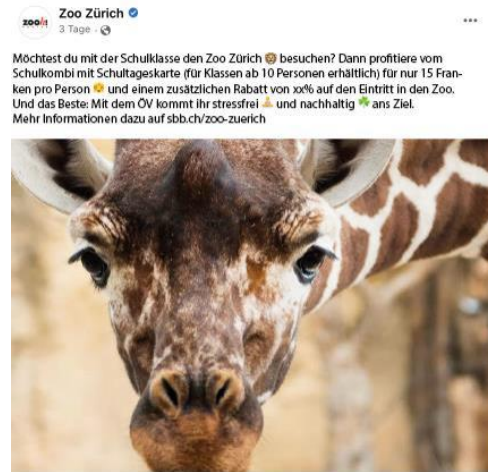 zoo/zh
Zoo Zürich
3 Tage ·
Möchtest du mit der Schulklasse den Zoo Zürich 🦁 besuchen? Dann profitiere vom
Schulkombi mit Schultageskarte (für Klassen ab 10 Personen erhältlich) für nur 15 Fran-
ken pro Person 😊 und einem zusätzlichen Rabatt von xx% auf den Eintritt in den Zoo.
Und das Beste: Mit dem ÖV kommt ihr stressfrei 🧘 und nachhaltig ☘️ ans Ziel.
Mehr Informationen dazu auf sbb.ch/zoo-zuerich